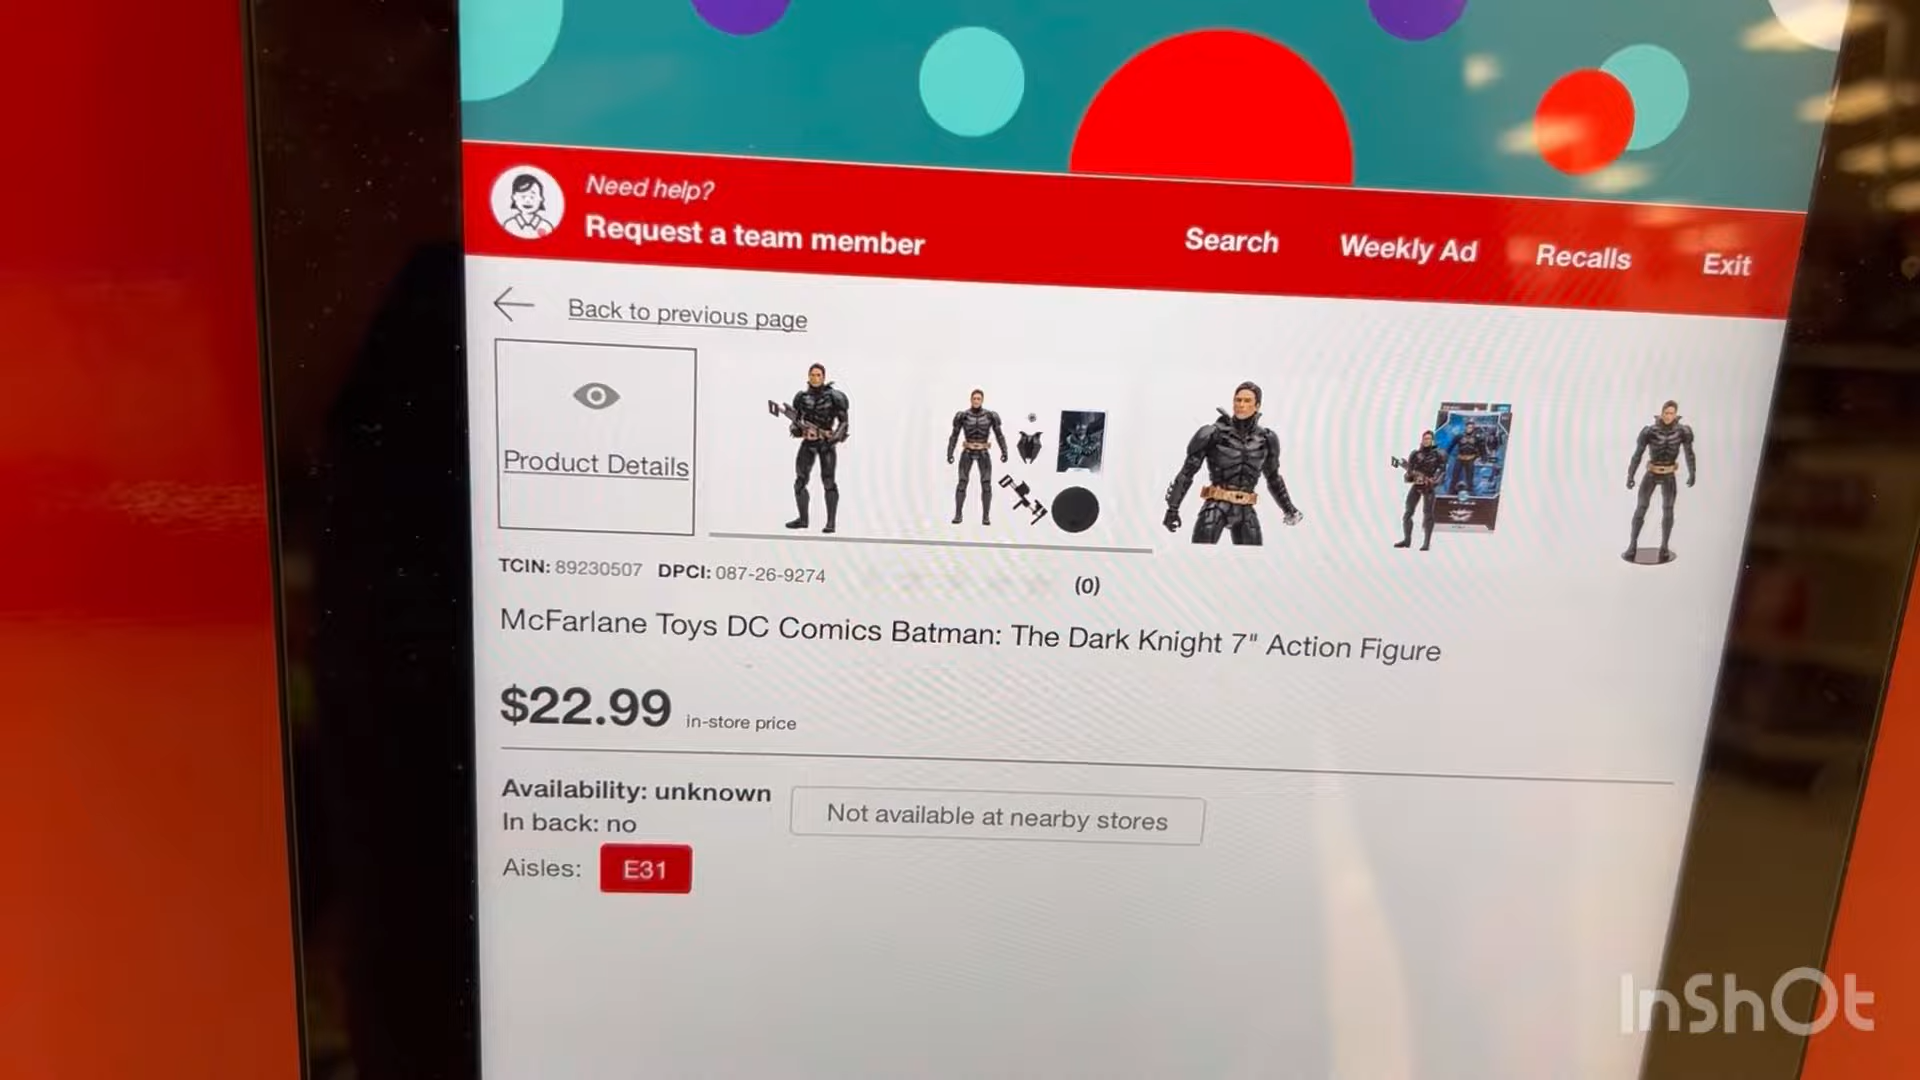 Need help?
Request a team member
Search
Weekly Ad
Recalls
Exit
Back to previous page
Product Details
TCIN: 89230507 DPCI: 087-26-9274
(0)
McFarlane Toys DC Comics Batman: The Dark Knight 7" Action Figure
$22.99 in-store price
Availability: unknown
In back: no
Not available at nearby stores
Aisles: E31
InShOt